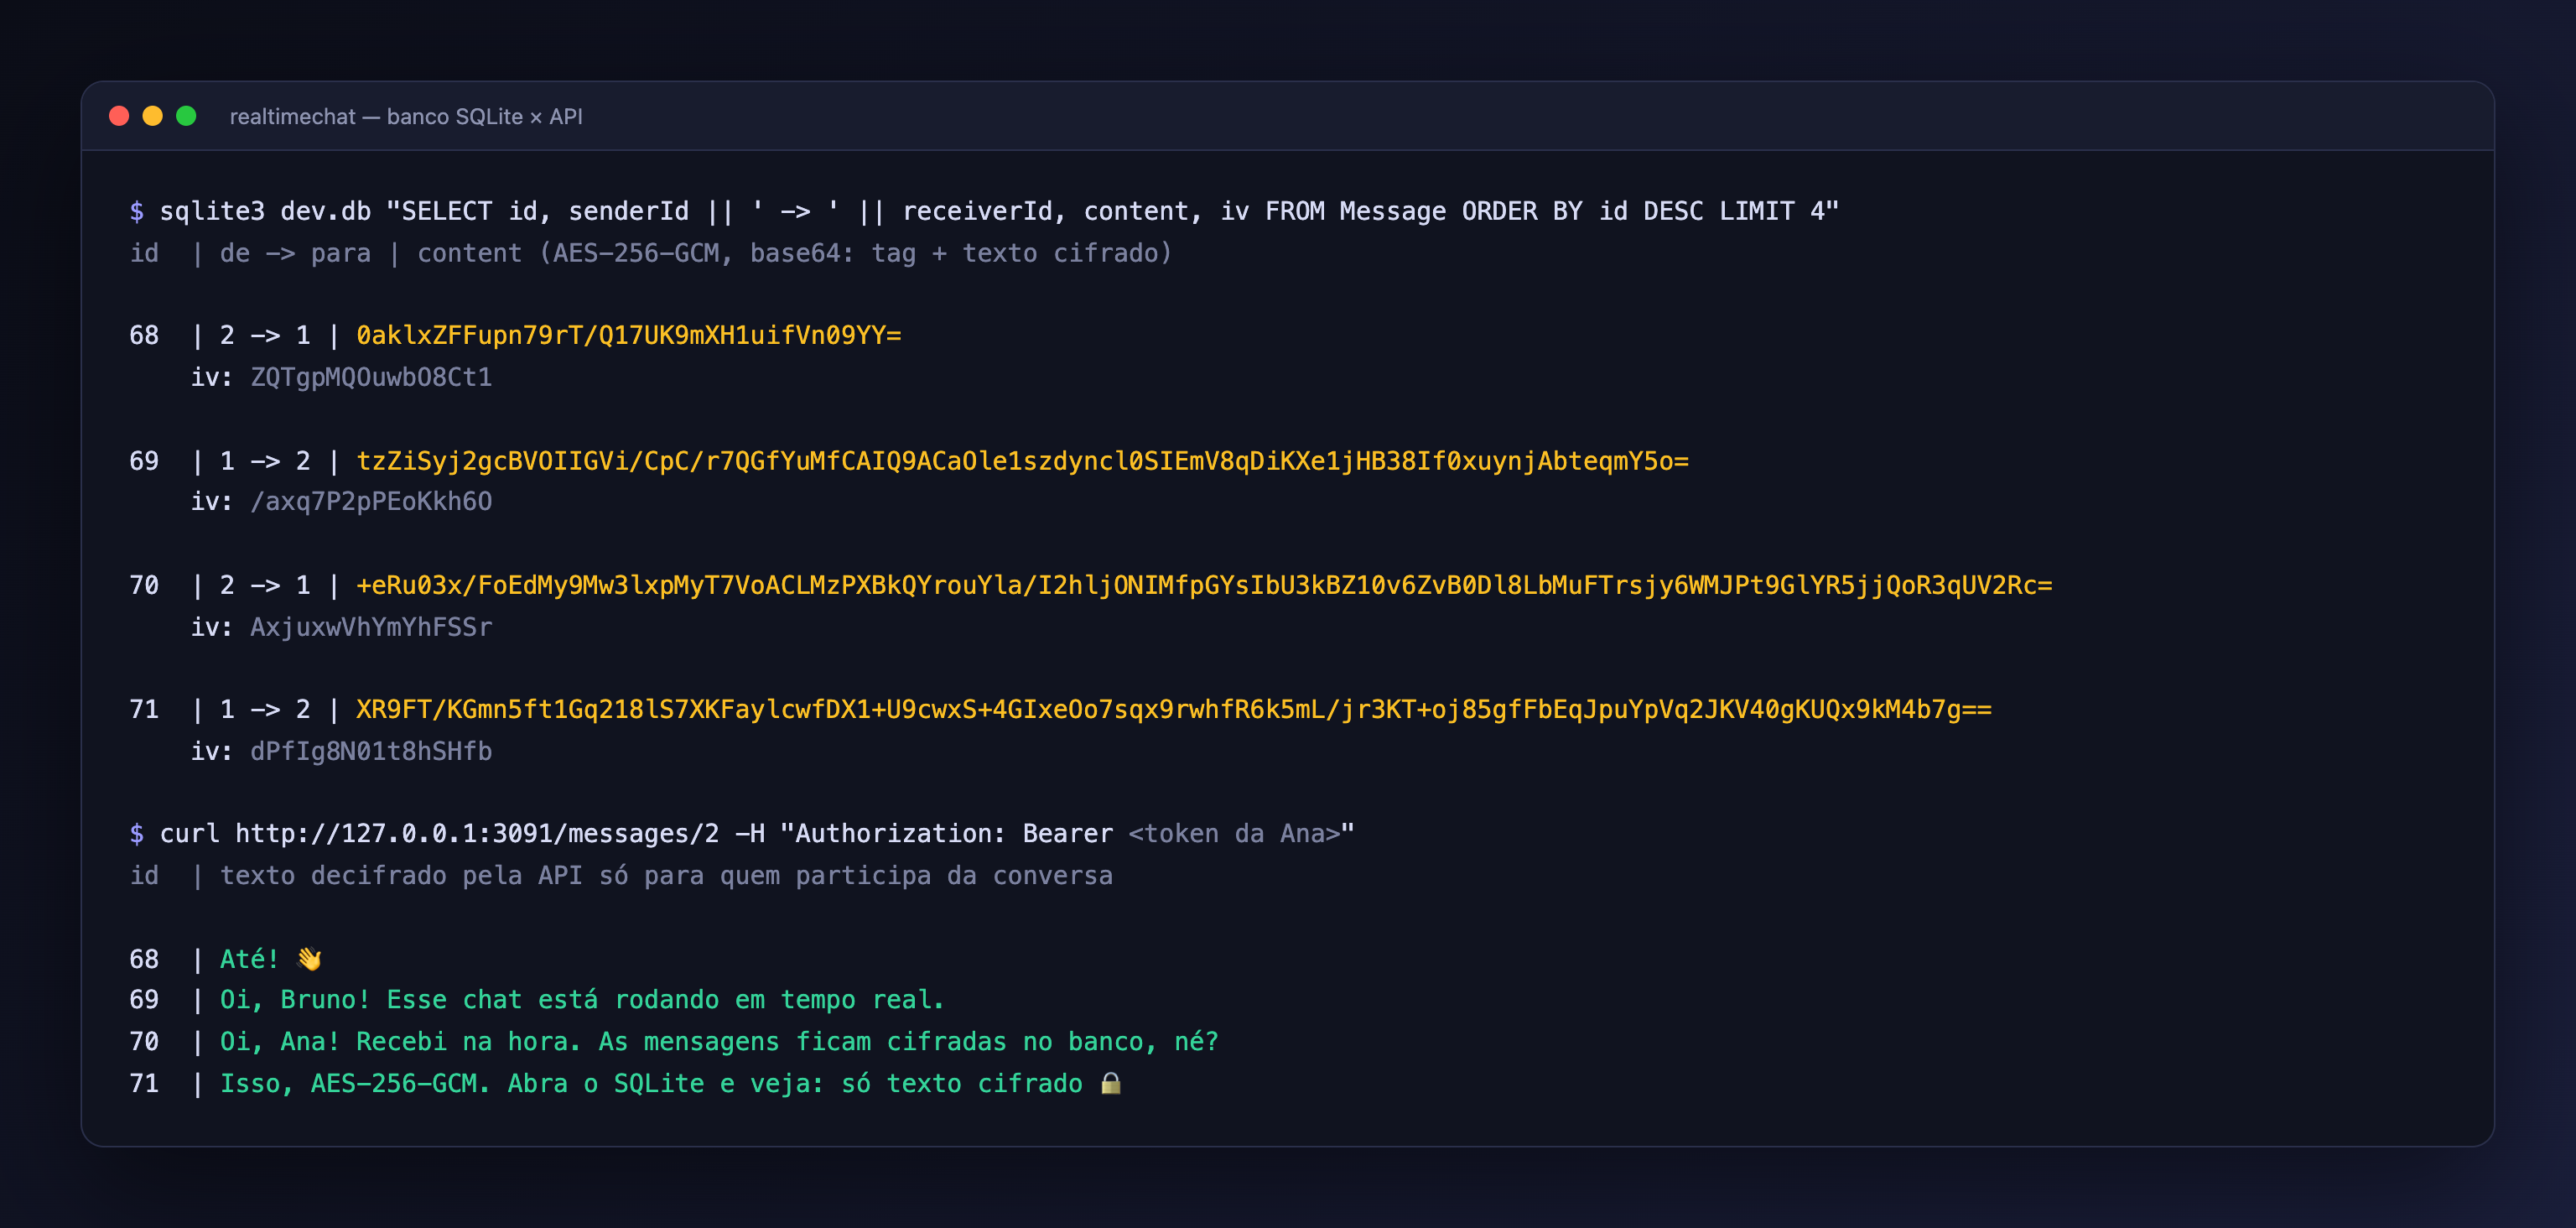 realtimechat — banco SQLite × API
$ sqlite3 dev.db "SELECT id, senderId || ' -> ' || receiverId, content, iv FROM Message ORDER BY id DESC LIMIT 4"
id | de -> para | content (AES-256-GCM, base64: tag + texto cifrado)
68 | 2 -> 1 | 0aklxZFFupn79rT/Q17UK9mXH1uifVn09YY=
iv: ZQTgpMQOuwbO8Ct1
69 | 1 -> 2 | tzZiSyj2gcBVOIIGVi/CpC/r7QGfYuMfCAIQ9ACaOle1szdyncl0SIEmV8qDiKXe1jHB38If0xuynjAbteqmY5o=
iv: /axq7P2pPEoKkh6O
70 | 2 -> 1 | +eRu03x/FoEdMy9Mw3lxpMyT7VoACLMzPXBkQYrouYla/I2hljONIMfpGYsIbU3kBZ10v6ZvB0Dl8LbMuFTrsjy6WMJPt9GlYR5jjQoR3qUV2Rc=
iv: AxjuxwVhYmYhFSSr
71 | 1 -> 2 | XR9FT/KGmn5ft1Gq218lS7XKFaylcwfDX1+U9cwxS+4GIxeOo7sqx9rwhfR6k5mL/jr3KT+oj85gfFbEqJpuYpVq2JKV40gKUQx9kM4b7g==
iv: dPfIg8N01t8hSHfb
$ curl http://127.0.0.1:3091/messages/2 -H "Authorization: Bearer <token da Ana>"
id | texto decifrado pela API só para quem participa da conversa
68 | Até! 👋
69 | Oi, Bruno! Esse chat está rodando em tempo real.
70 | Oi, Ana! Recebi na hora. As mensagens ficam cifradas no banco, né?
71 | Isso, AES-256-GCM. Abra o SQLite e veja: só texto cifrado 🔒